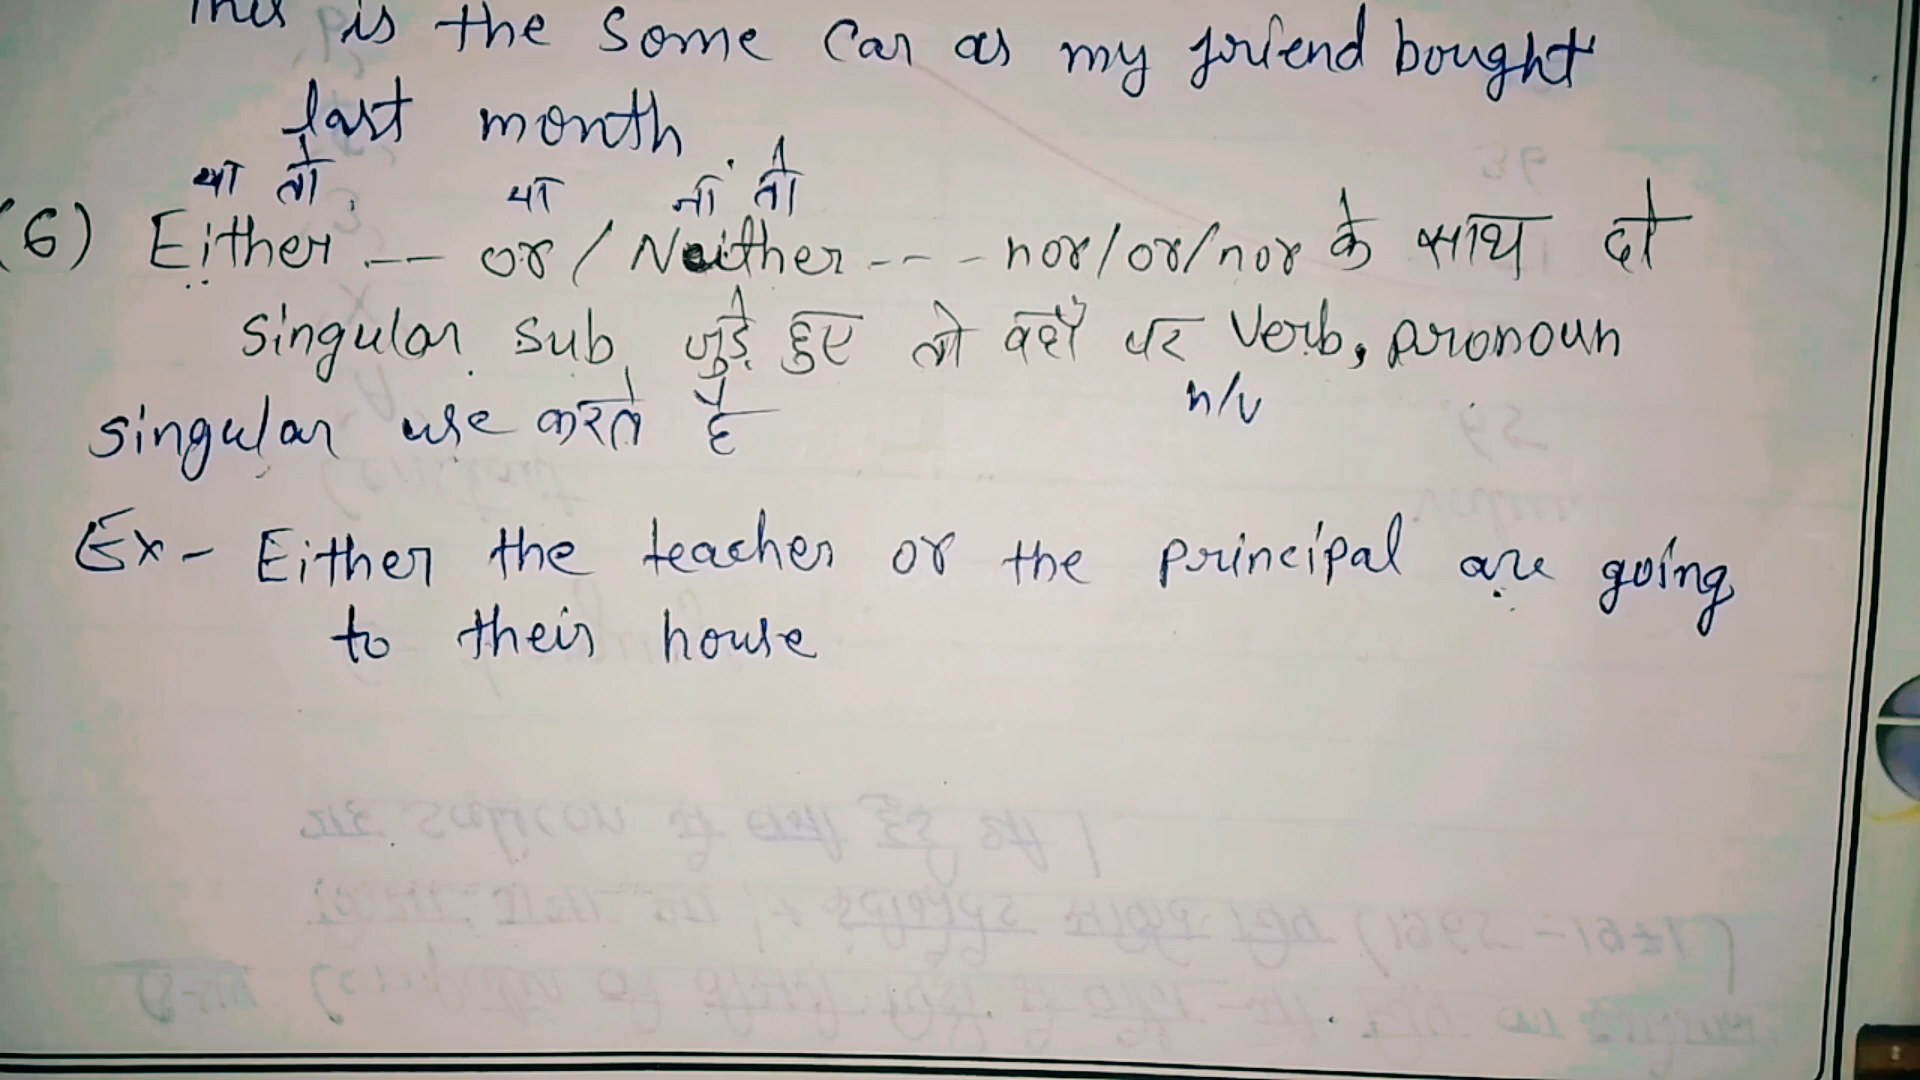 This is the some car as my friend bought
last month.
या तो या ना तो
(6) Either -- or / Neither --- nor/or/nor के साथ दो
singular sub जुड़े हुए तो वहाँ पर Verb, pronoun
n/v
singular use करते है
Ex- Either the teacher or the principal are going
to their house